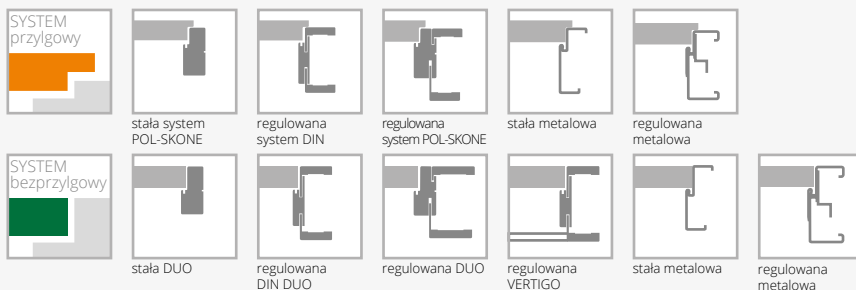 SYSTEM
przylgowy
stała system
POL-SKONE
regulowana
system DIN
regulowana
system POL-SKONE
stała metalowa
regulowana
metalowa
SYSTEM
bezprzylgowy
stała DUO
regulowana
DIN DUO
regulowana DUO
regulowana
VERTIGO
stała metalowa
regulowana
metalowa